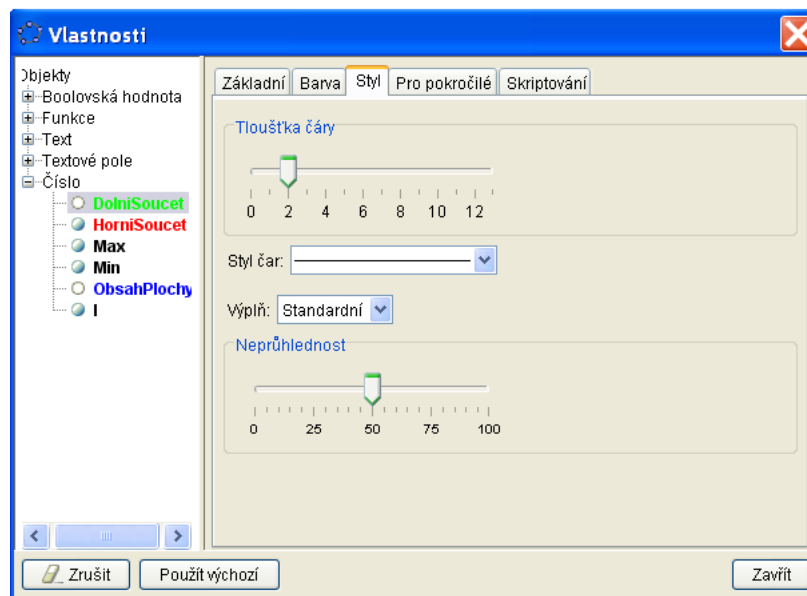 Vlastnosti
Objekty
Boolovská hodnota
Funkce
Text
Textové pole
Číslo
DolniSoucet
HorniSoucet
Max
Min
ObsahPlochy
I
Základní Barva Styl Pro pokročilé Skriptování
Tloušťka čáry
0 2 4 6 8 10 12
Styl čar:
Výplň: Standardní
Neprůhlednost
0 25 50 75 100
Zrušit Použít výchozí Zavřít